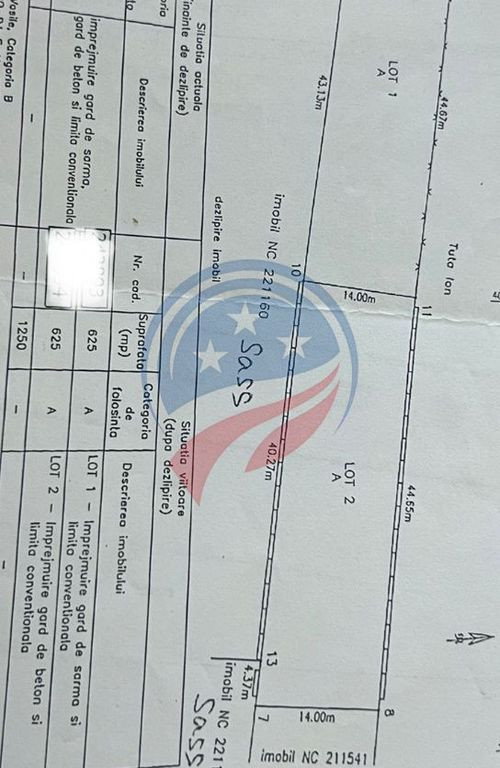 LOT 1
A
44.67m
43.13m
Tuta Ion
imobil NC 221160
dezlipire imobil
10
11
14.00m
Sass
LOT 2
A
40.27m
44.65m
13
4.37m
7
8
14.00m
imobil NC 2211
Sass
imobil NC 211541
Situatia actuala
(inainte de dezlipire)
Situatia viitoare
(dupa dezlipire)
Descrierea imobilului
Nr. cad.
Suprafata
(mp)
Categoria
de
folosinta
Descrierea imobilului
imprejmuire gard de sarma,
gard de beton si limita conventionala
625
A
LOT 1 - Imprejmuire gard de sarma si
limita conventionala
625
A
LOT 2 - Imprejmuire gard de beton si
limita conventionala
-
-
1250
-
-
Vasile, Categoria B